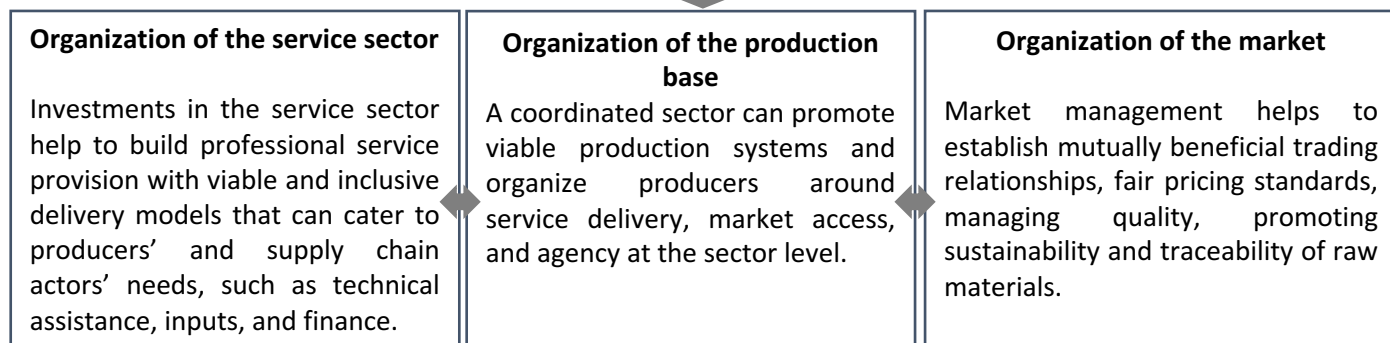 Organization of the service sector
Investments in the service sector
help to build professional service
provision with viable and inclusive
delivery models that can cater to
producers’ and supply chain
actors’ needs, such as technical
assistance, inputs, and finance.
Organization of the production
base
A coordinated sector can promote
viable production systems and
organize producers around
service delivery, market access,
and agency at the sector level.
Organization of the market
Market management helps to
establish mutually beneficial trading
relationships, fair pricing standards,
managing quality, promoting
sustainability and traceability of raw
materials.